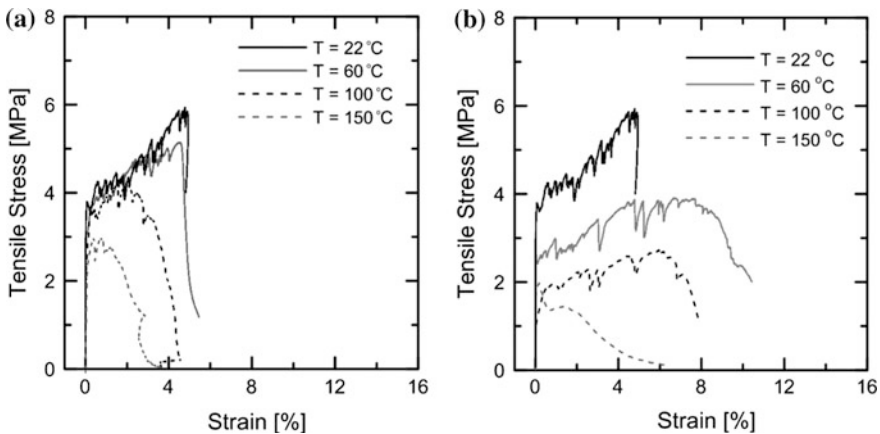 (a)
8
6
4
2
0
Tensile Stress [MPa]
T = 22 °C
T = 60 °C
T = 100 °C
T = 150 °C
0 4 8 12 16
Strain [%]
(b)
8
6
4
2
0
Tensile Stress [MPa]
T = 22 °C
T = 60 °C
T = 100 °C
T = 150 °C
0 4 8 12 16
Strain [%]